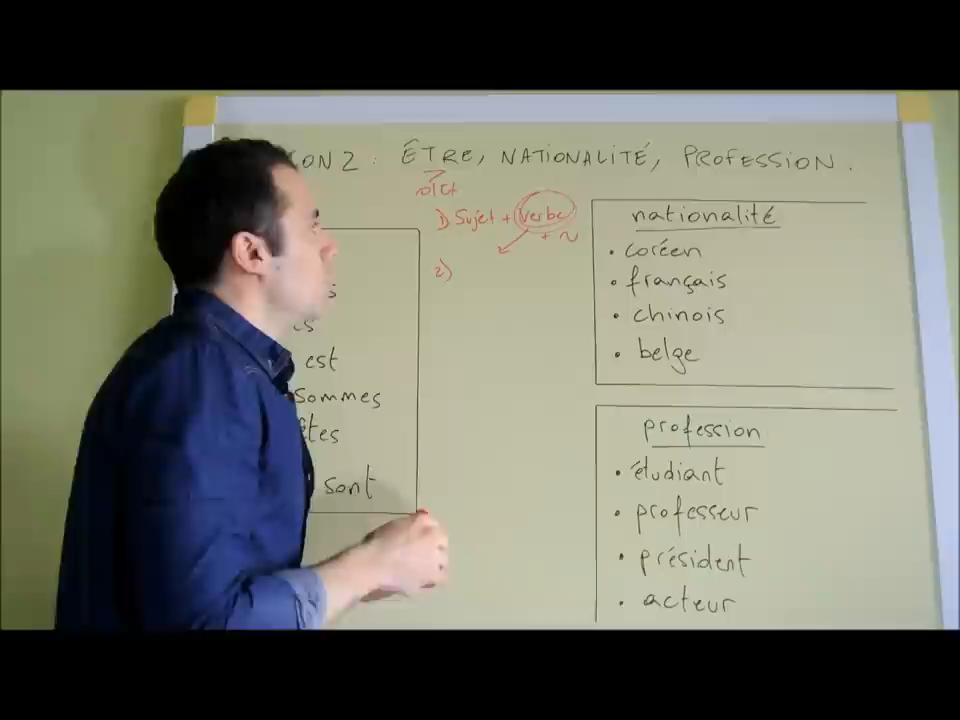 ÊTRE, NATIONALITÉ, PROFESSION.
1) Sujet + Verbe
+ N
2)
est
sommes
sont
nationalité
• coréen
• français
• chinois
• belge
profession
• étudiant
• professeur
• président
• acteur